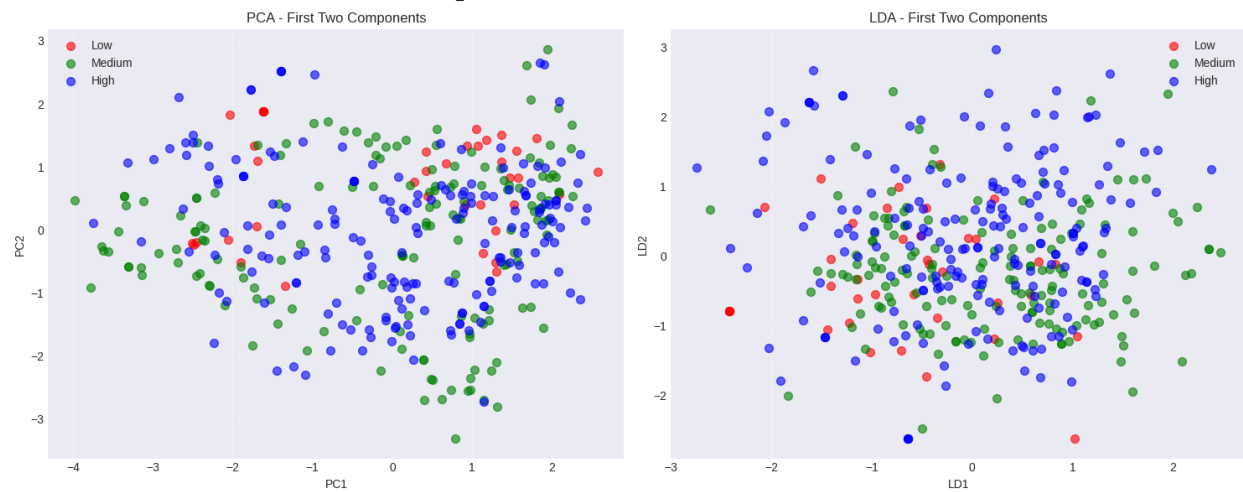 PCA - First Two Components
Low
Medium
High
3
2
1
0
−1
−2
−3
PC2
−4
−3
−2
−1
0
1
2
PC1
LDA - First Two Components
Low
Medium
High
3
2
1
0
−1
−2
LD2
−3
−2
−1
0
1
2
LD1